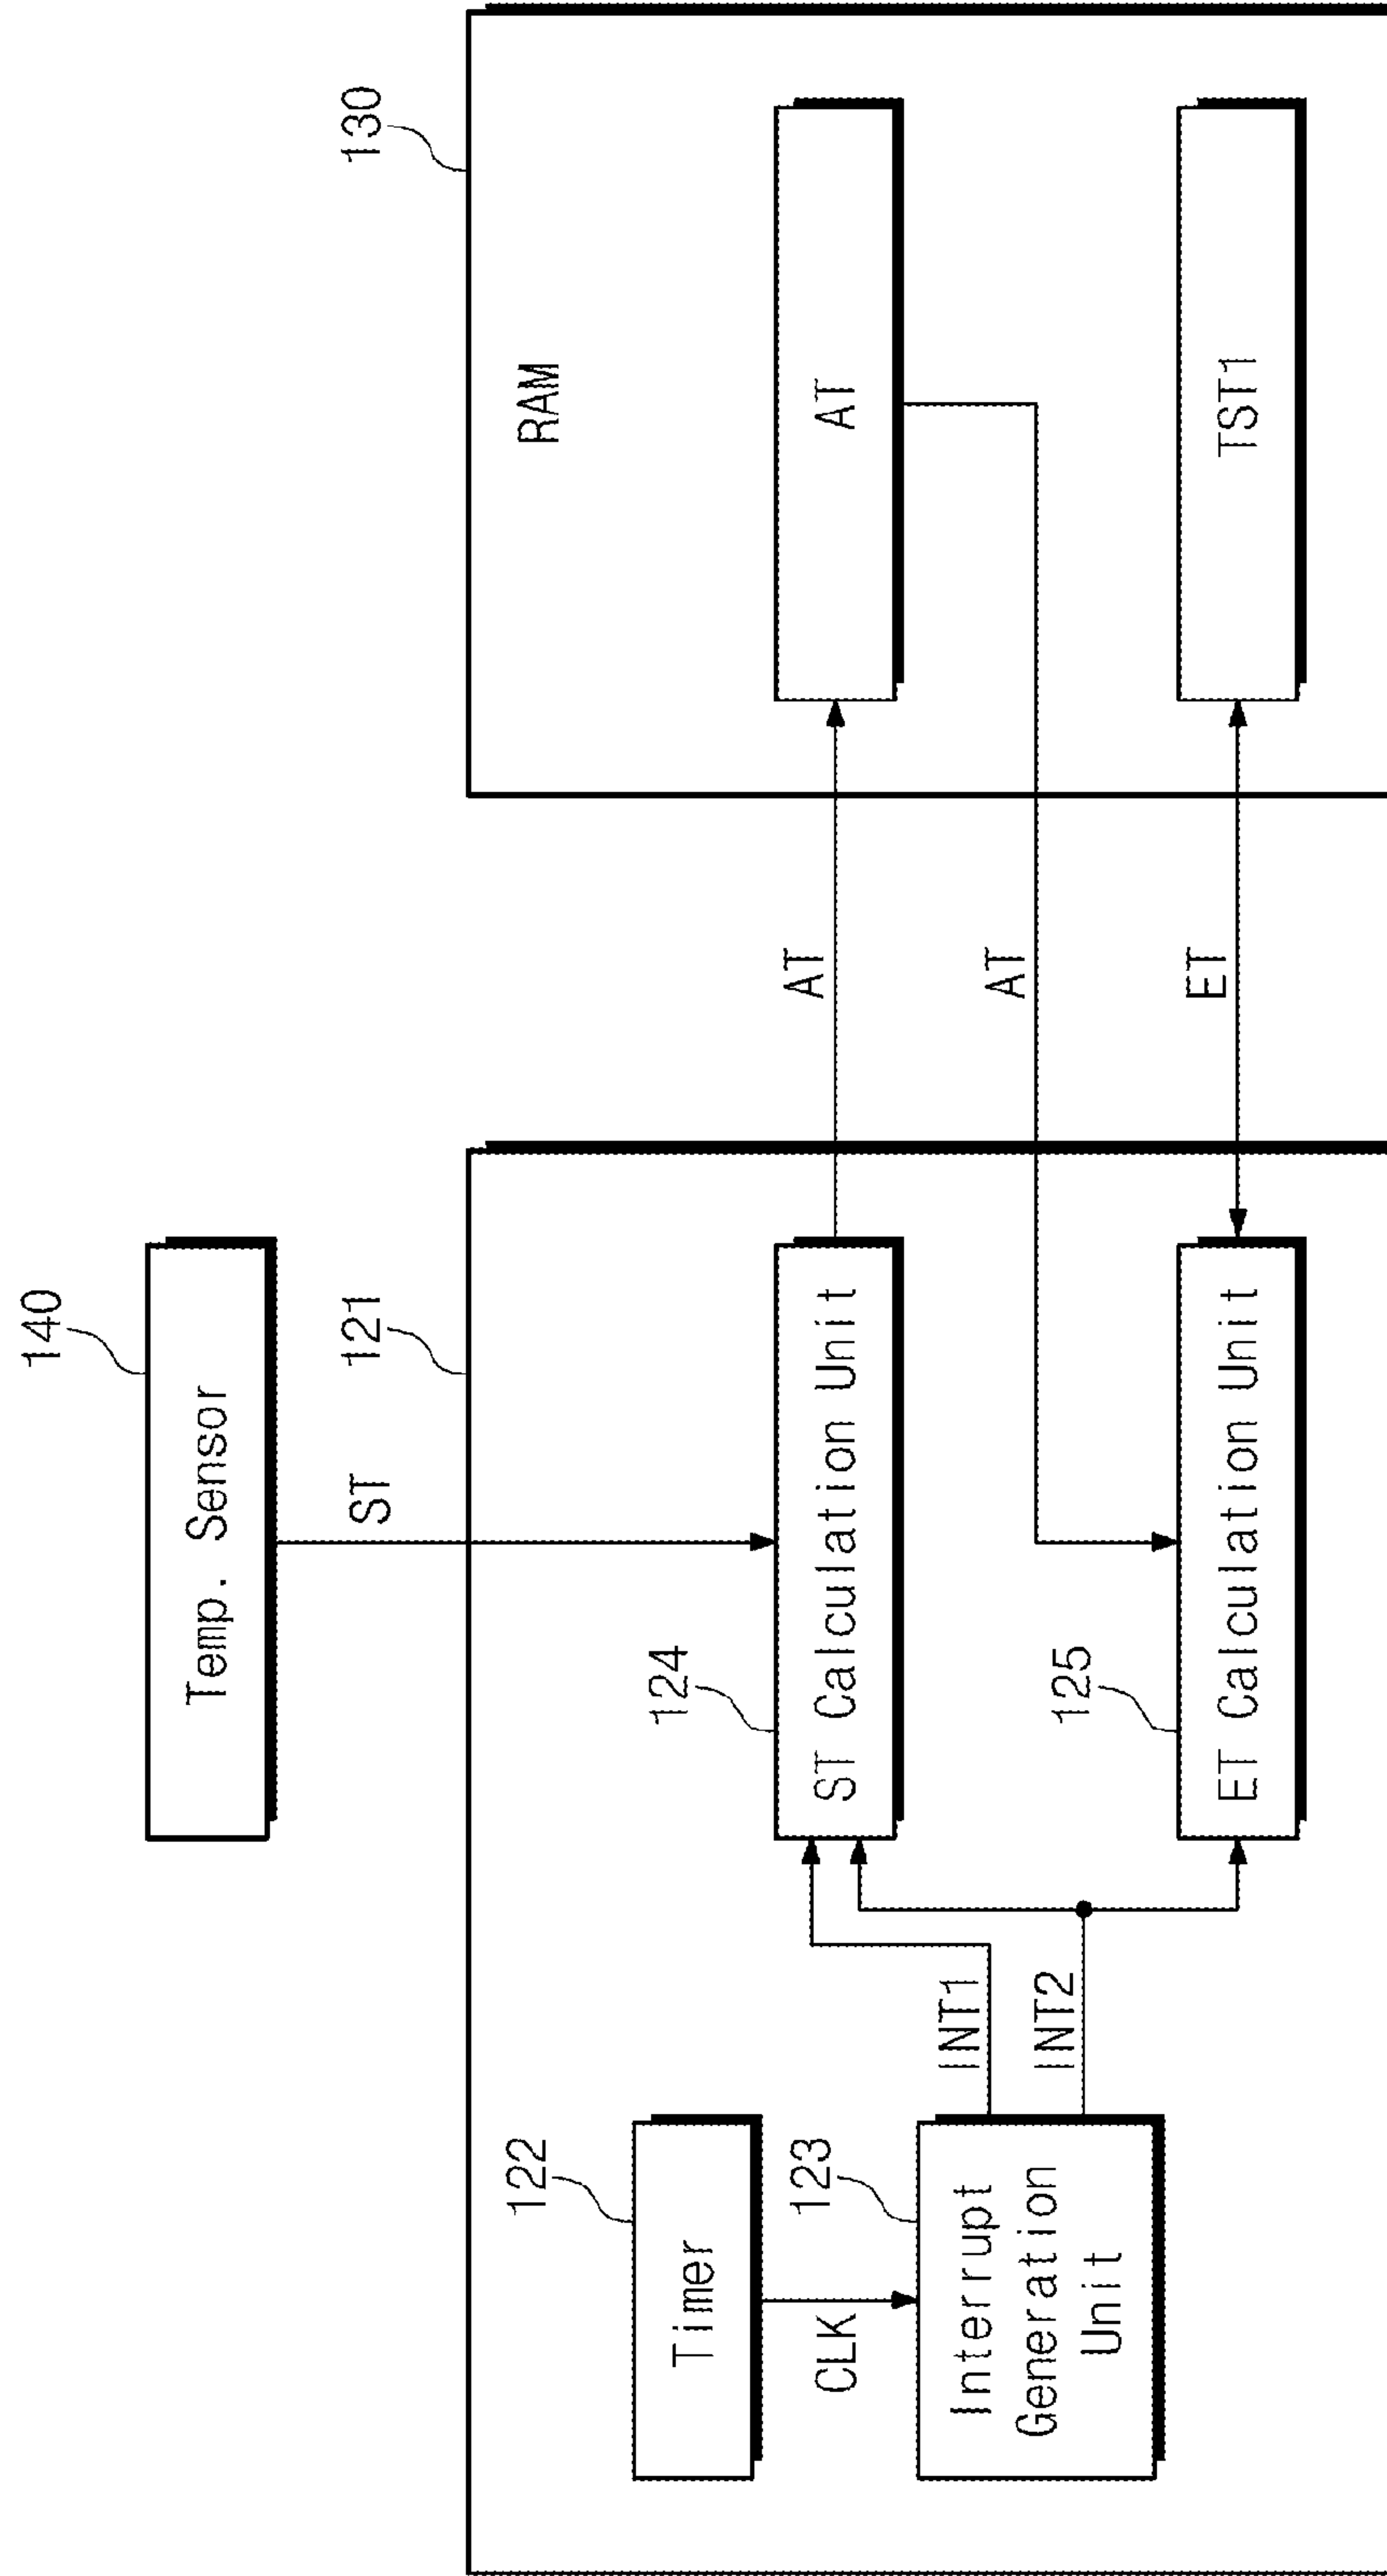 140
Temp. Sensor
ST
121
130
RAM
122
Timer
CLK
123
Interrupt
Generation
Unit
INT1
INT2
124
ST Calculation Unit
AT
AT
AT
125
ET Calculation Unit
ET
TST1